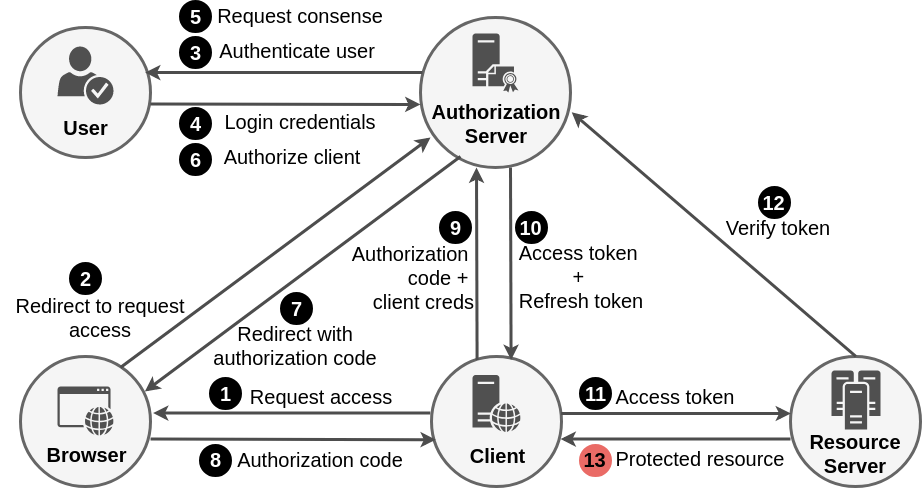 5 Request consense
3 Authenticate user
User
Authorization
Server
4 Login credentials
6 Authorize client
2
Redirect to request
access
7
Redirect with
authorization code
9
Authorization
code +
client creds
10
Access token
+
Refresh token
12
Verify token
Browser
1 Request access
8 Authorization code
Client
11 Access token
13 Protected resource
Resource
Server